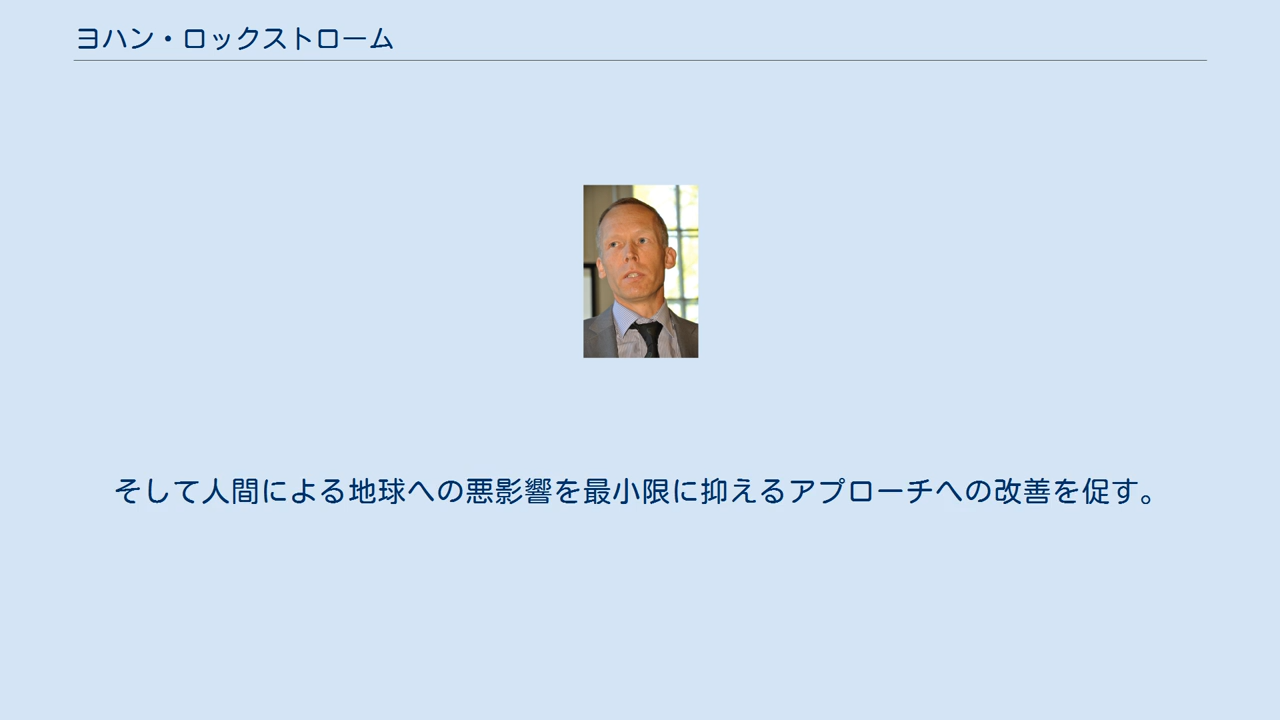 ヨハン・ロックストローム
そして人間による地球への悪影響を最小限に抑えるアプローチへの改善を促す。